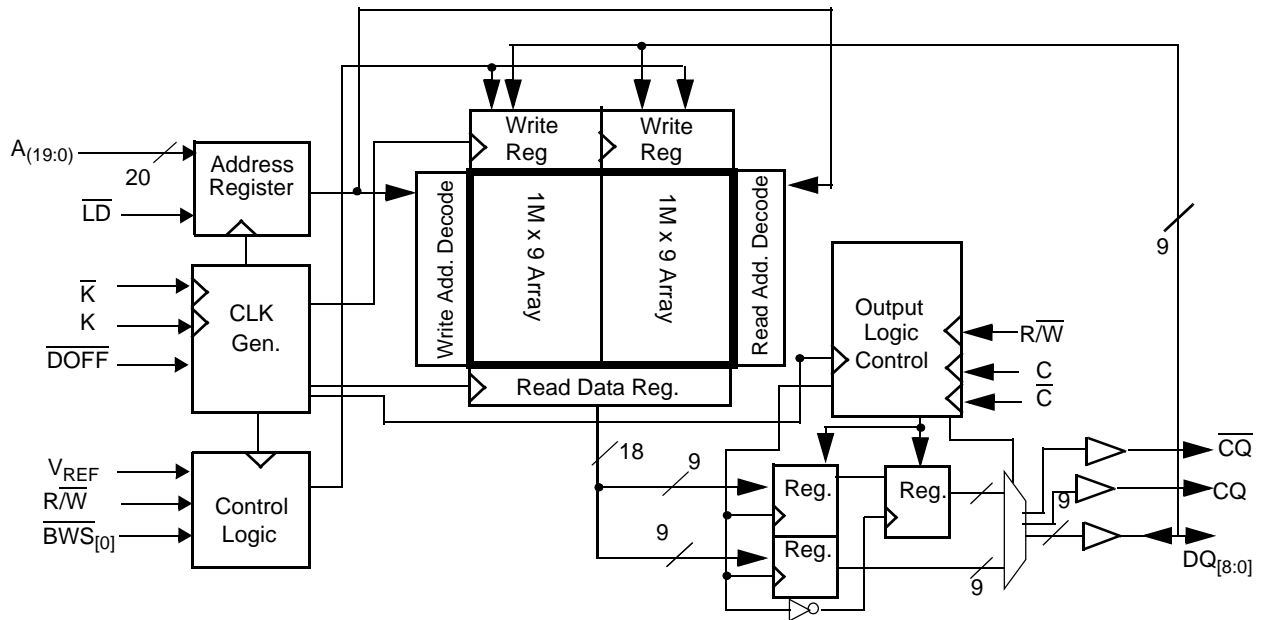 A(19:0)
20
LD
Address
Register
K
K
DOFF
CLK
Gen.
VREF
R/W
BWS[0]
Control
Logic
Write
Reg
Write
Reg
Write Add. Decode
1M x 9 Array
1M x 9 Array
Read Add. Decode
Read Data Reg.
9
Output
Logic
Control
R/W
C
C
18
9
9
Reg.
Reg.
Reg.
9
9
CQ
CQ
DQ[8:0]